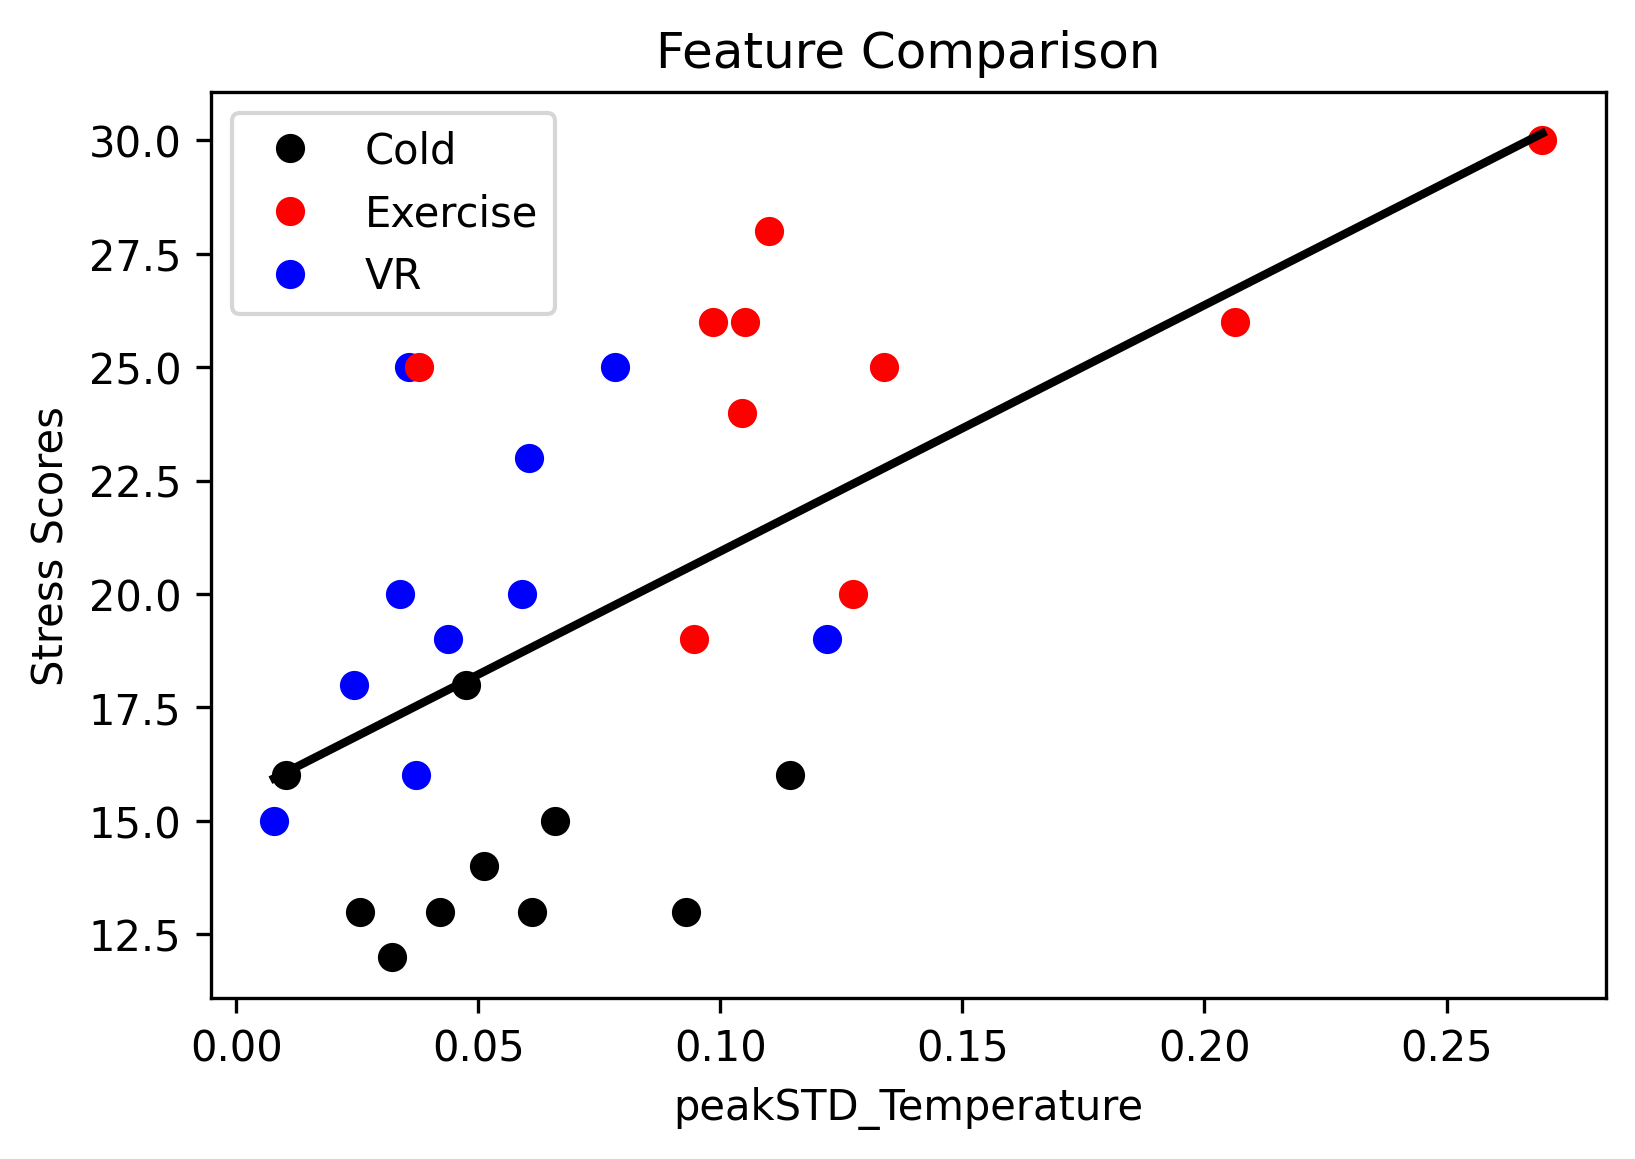 Feature Comparison
Cold
Exercise
VR
30.0
27.5
25.0
22.5
20.0
17.5
15.0
12.5
Stress Scores
0.00 0.05 0.10 0.15 0.20 0.25
peakSTD_Temperature